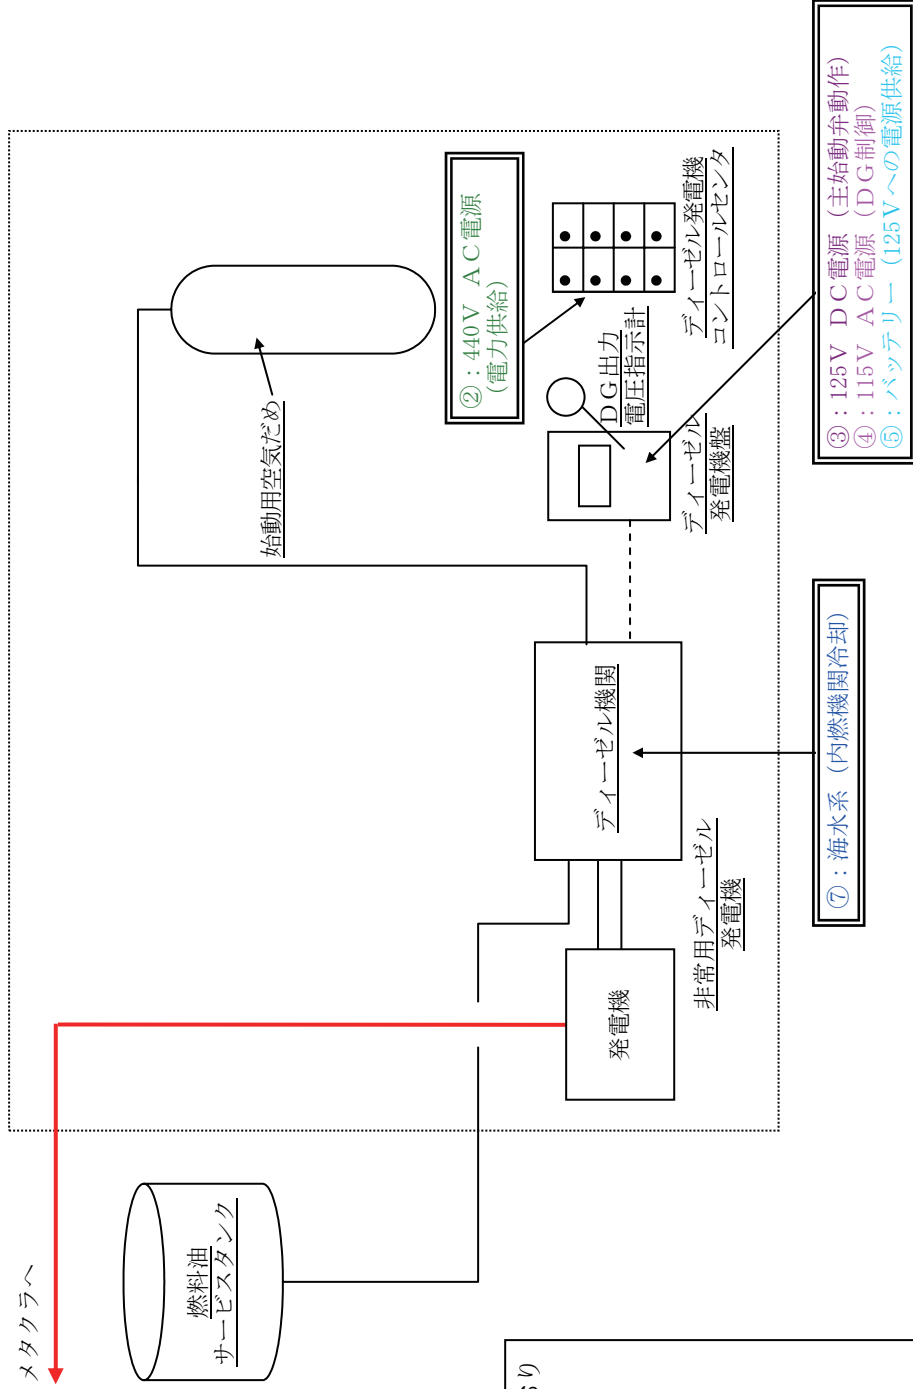 メタクラへ
燃料油
サービスタンク
始動用空気だめ
②：440V AC電源
（電力供給）
DG出力
電圧指示計
ディーゼル発電機
コントロールセンタ
ディーゼル
発電機盤
ディーゼル機関
発電機
非常用ディーゼル
発電機
③：125V DC電源（主始動弁動作）
④：115V AC電源（DG制御）
⑤：バッテリー（125Vへの電源供給）
⑦：海水系（内燃機関冷却）